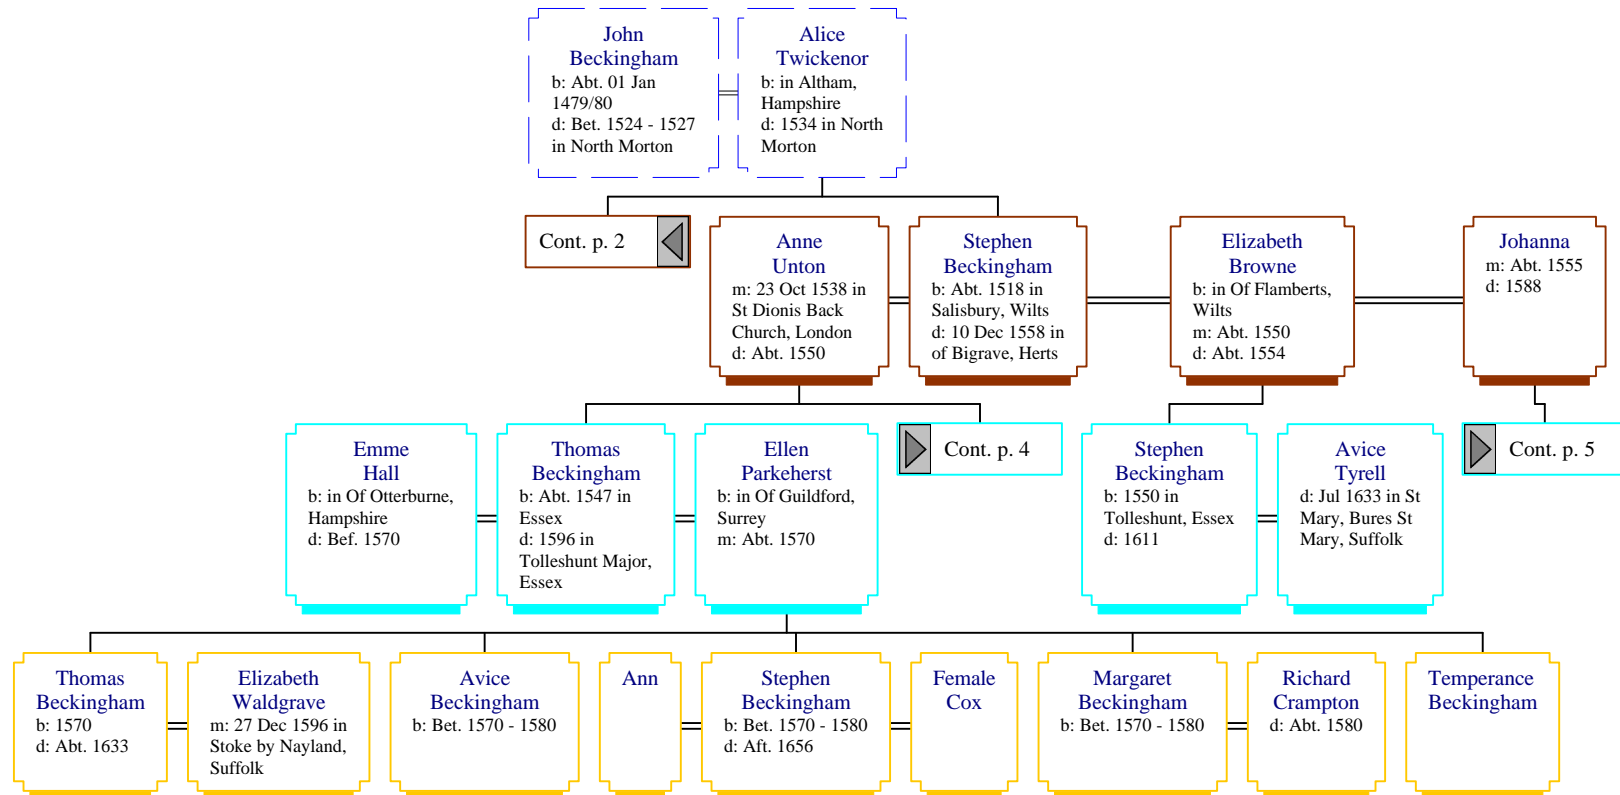 John
Beckingham
b: Abt. 01 Jan
1479/80
d: Bet. 1524 - 1527
in North Morton
Alice
Twickenor
b: in Altham,
Hampshire
d: 1534 in North
Morton
Cont. p. 2
Anne
Unton
m: 23 Oct 1538 in
St Dionis Back
Church, London
d: Abt. 1550
Stephen
Beckingham
b: Abt. 1518 in
Salisbury, Wilts
d: 10 Dec 1558 in
of Bigrave, Herts
Elizabeth
Browne
b: in Of Flamberts,
Wilts
m: Abt. 1550
d: Abt. 1554
Johanna
m: Abt. 1555
d: 1588
Emme
Hall
b: in Of Otterburne,
Hampshire
d: Bef. 1570
Thomas
Beckingham
b: Abt. 1547 in
Essex
d: 1596 in
Tolleshunt Major,
Essex
Ellen
Parkeherst
b: in Of Guildford,
Surrey
m: Abt. 1570
Cont. p. 4
Stephen
Beckingham
b: 1550 in
Tolleshunt, Essex
d: 1611
Avice
Tyrell
d: Jul 1633 in St
Mary, Bures St
Mary, Suffolk
Cont. p. 5
Thomas
Beckingham
b: 1570
d: Abt. 1633
Elizabeth
Waldgrave
m: 27 Dec 1596 in
Stoke by Nayland,
Suffolk
Avice
Beckingham
b: Bet. 1570 - 1580
Ann
Stephen
Beckingham
b: Bet. 1570 - 1580
d: Aft. 1656
Female
Cox
Margaret
Beckingham
b: Bet. 1570 - 1580
Richard
Crampton
d: Abt. 1580
Temperance
Beckingham